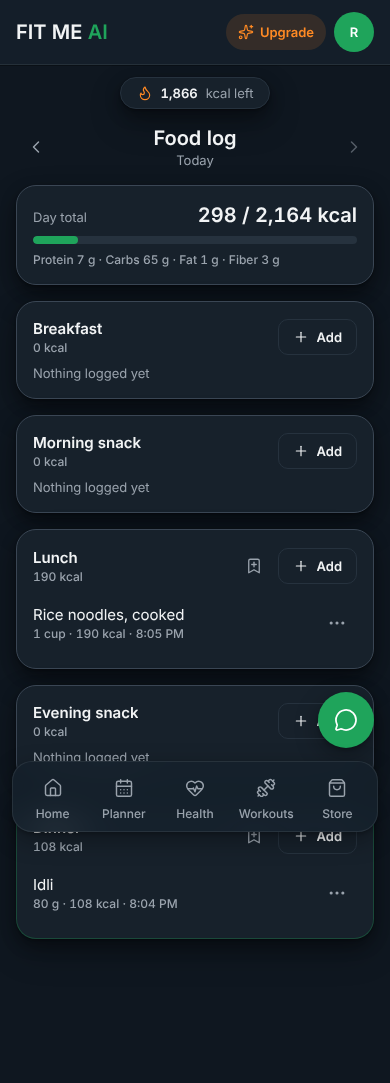 FIT ME AI
Upgrade
R
1,866 kcal left
Food log
Today
Day total
298 / 2,164 kcal
Protein 7 g · Carbs 65 g · Fat 1 g · Fiber 3 g
Breakfast
0 kcal
Add
Nothing logged yet
Morning snack
0 kcal
Add
Nothing logged yet
Lunch
190 kcal
Add
Rice noodles, cooked
1 cup · 190 kcal · 8:05 PM
Evening snack
0 kcal
Nothing logged yet
Home
Planner
Health
Workouts
Store
Dinner
108 kcal
Add
Idli
80 g · 108 kcal · 8:04 PM